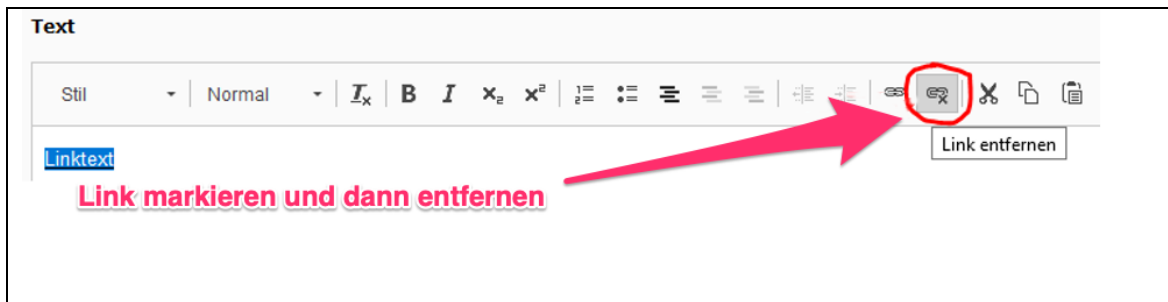 Text
Stil Normal
Linktext
Link entfernen
Link markieren und dann entfernen